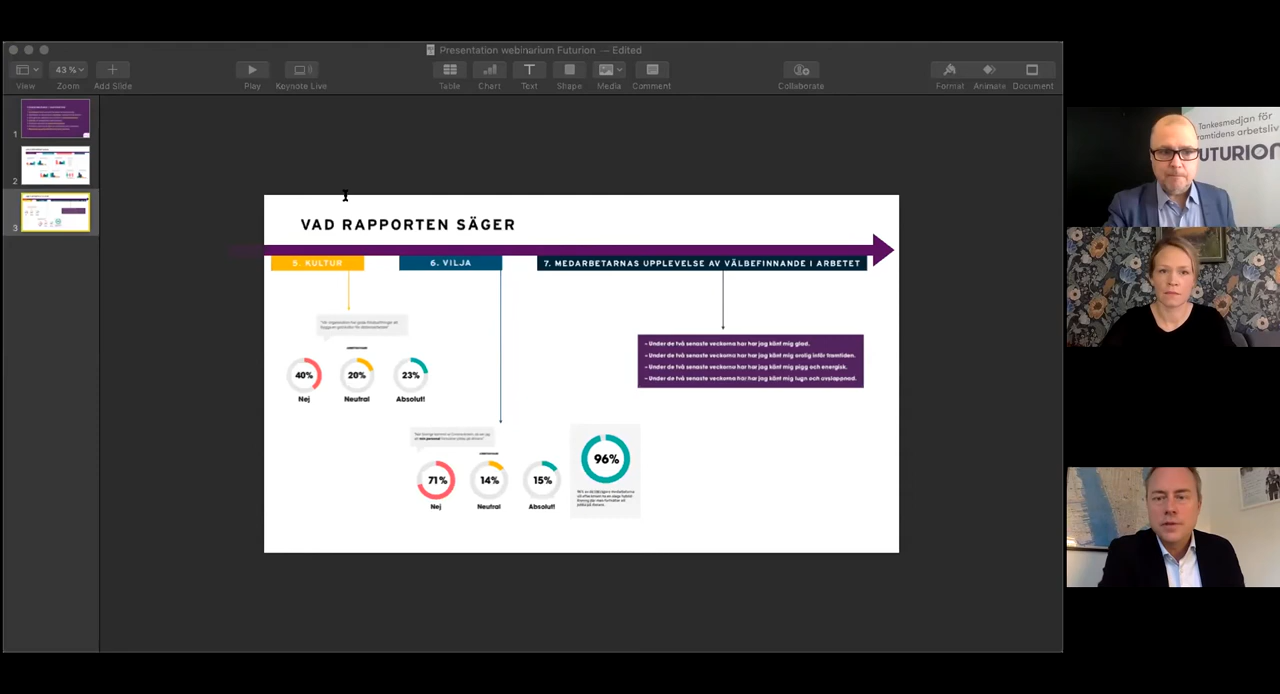 Presentation webinarium Futurion — Edited
43 %
View
Zoom
Add Slide
Play
Keynote Live
Table
Chart
Text
Shape
Media
Comment
Collaborate
Format
Animate
Document
1
2
3
VAD RAPPORTEN SÄGER
5. KULTUR
6. VILJA
7. MEDARBETARNAS UPPLEVELSE AV VÄLBEFINNANDE I ARBETET
- Under de två senaste veckorna har har jag känt mig glad.
- Under de två senaste veckorna har har jag känt mig orolig inför framtiden.
- Under de två senaste veckorna har har jag känt mig pigg och energisk.
- Under de två senaste veckorna har har jag känt mig lugn och avslappnad.
40%
20%
23%
Nej
Neutral
Absolut!
71%
14%
15%
96%
Nej
Neutral
Absolut!
Tankesmedjan för
framtidens arbetsliv
UTURION